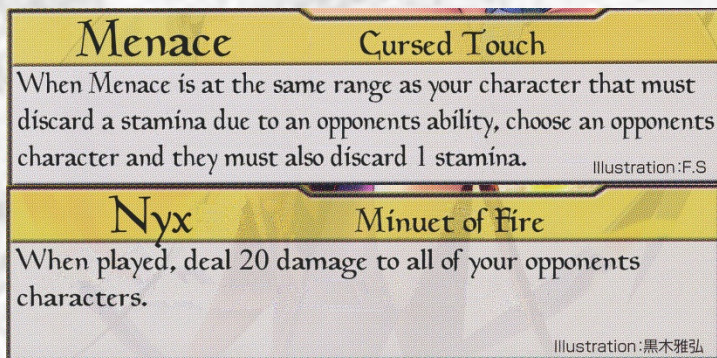 Menace Cursed Touch
When Menace is at the same range as your character that must
discard a stamina due to an opponents ability, choose an opponents
character and they must also discard 1 stamina.
Illustration:F.S
Nyx Minuet of Fire
When played, deal 20 damage to all of your opponents
characters.
Illustration:黒木雅弘